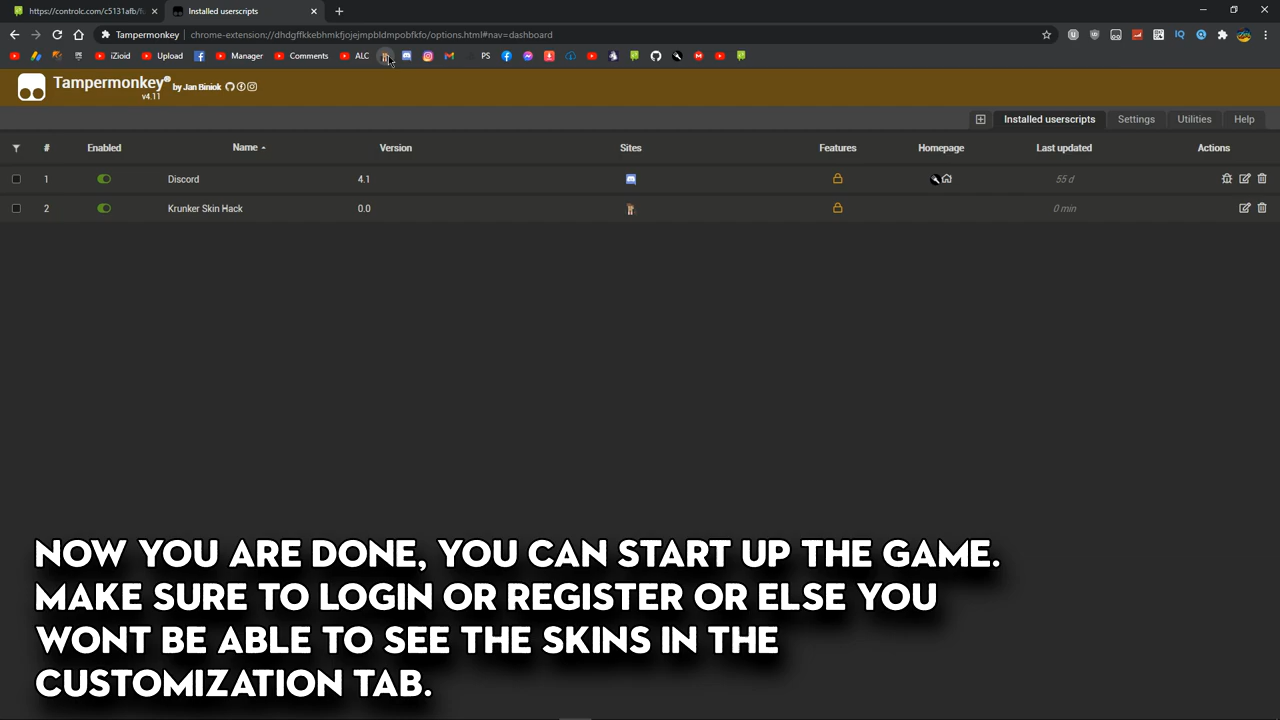 https://controlc.com/c5131afb/f
Installed userscripts
Tampermonkey
chrome-extension://dhdgffkkebhmkfjojejmpbldmpobfkfo/options.html#nav=dashboard
iZioid
Upload
Manager
Comments
ALC
PS
Tampermonkey® by Jan Biniok
v4.11
Installed userscripts
Settings
Utilities
Help
# Enabled Name Version Sites Features Homepage Last updated Actions
1 Discord 4.1 55 d
2 Krunker Skin Hack 0.0 0 min
NOW YOU ARE DONE, YOU CAN START UP THE GAME.
MAKE SURE TO LOGIN OR REGISTER OR ELSE YOU
WONT BE ABLE TO SEE THE SKINS IN THE
CUSTOMIZATION TAB.